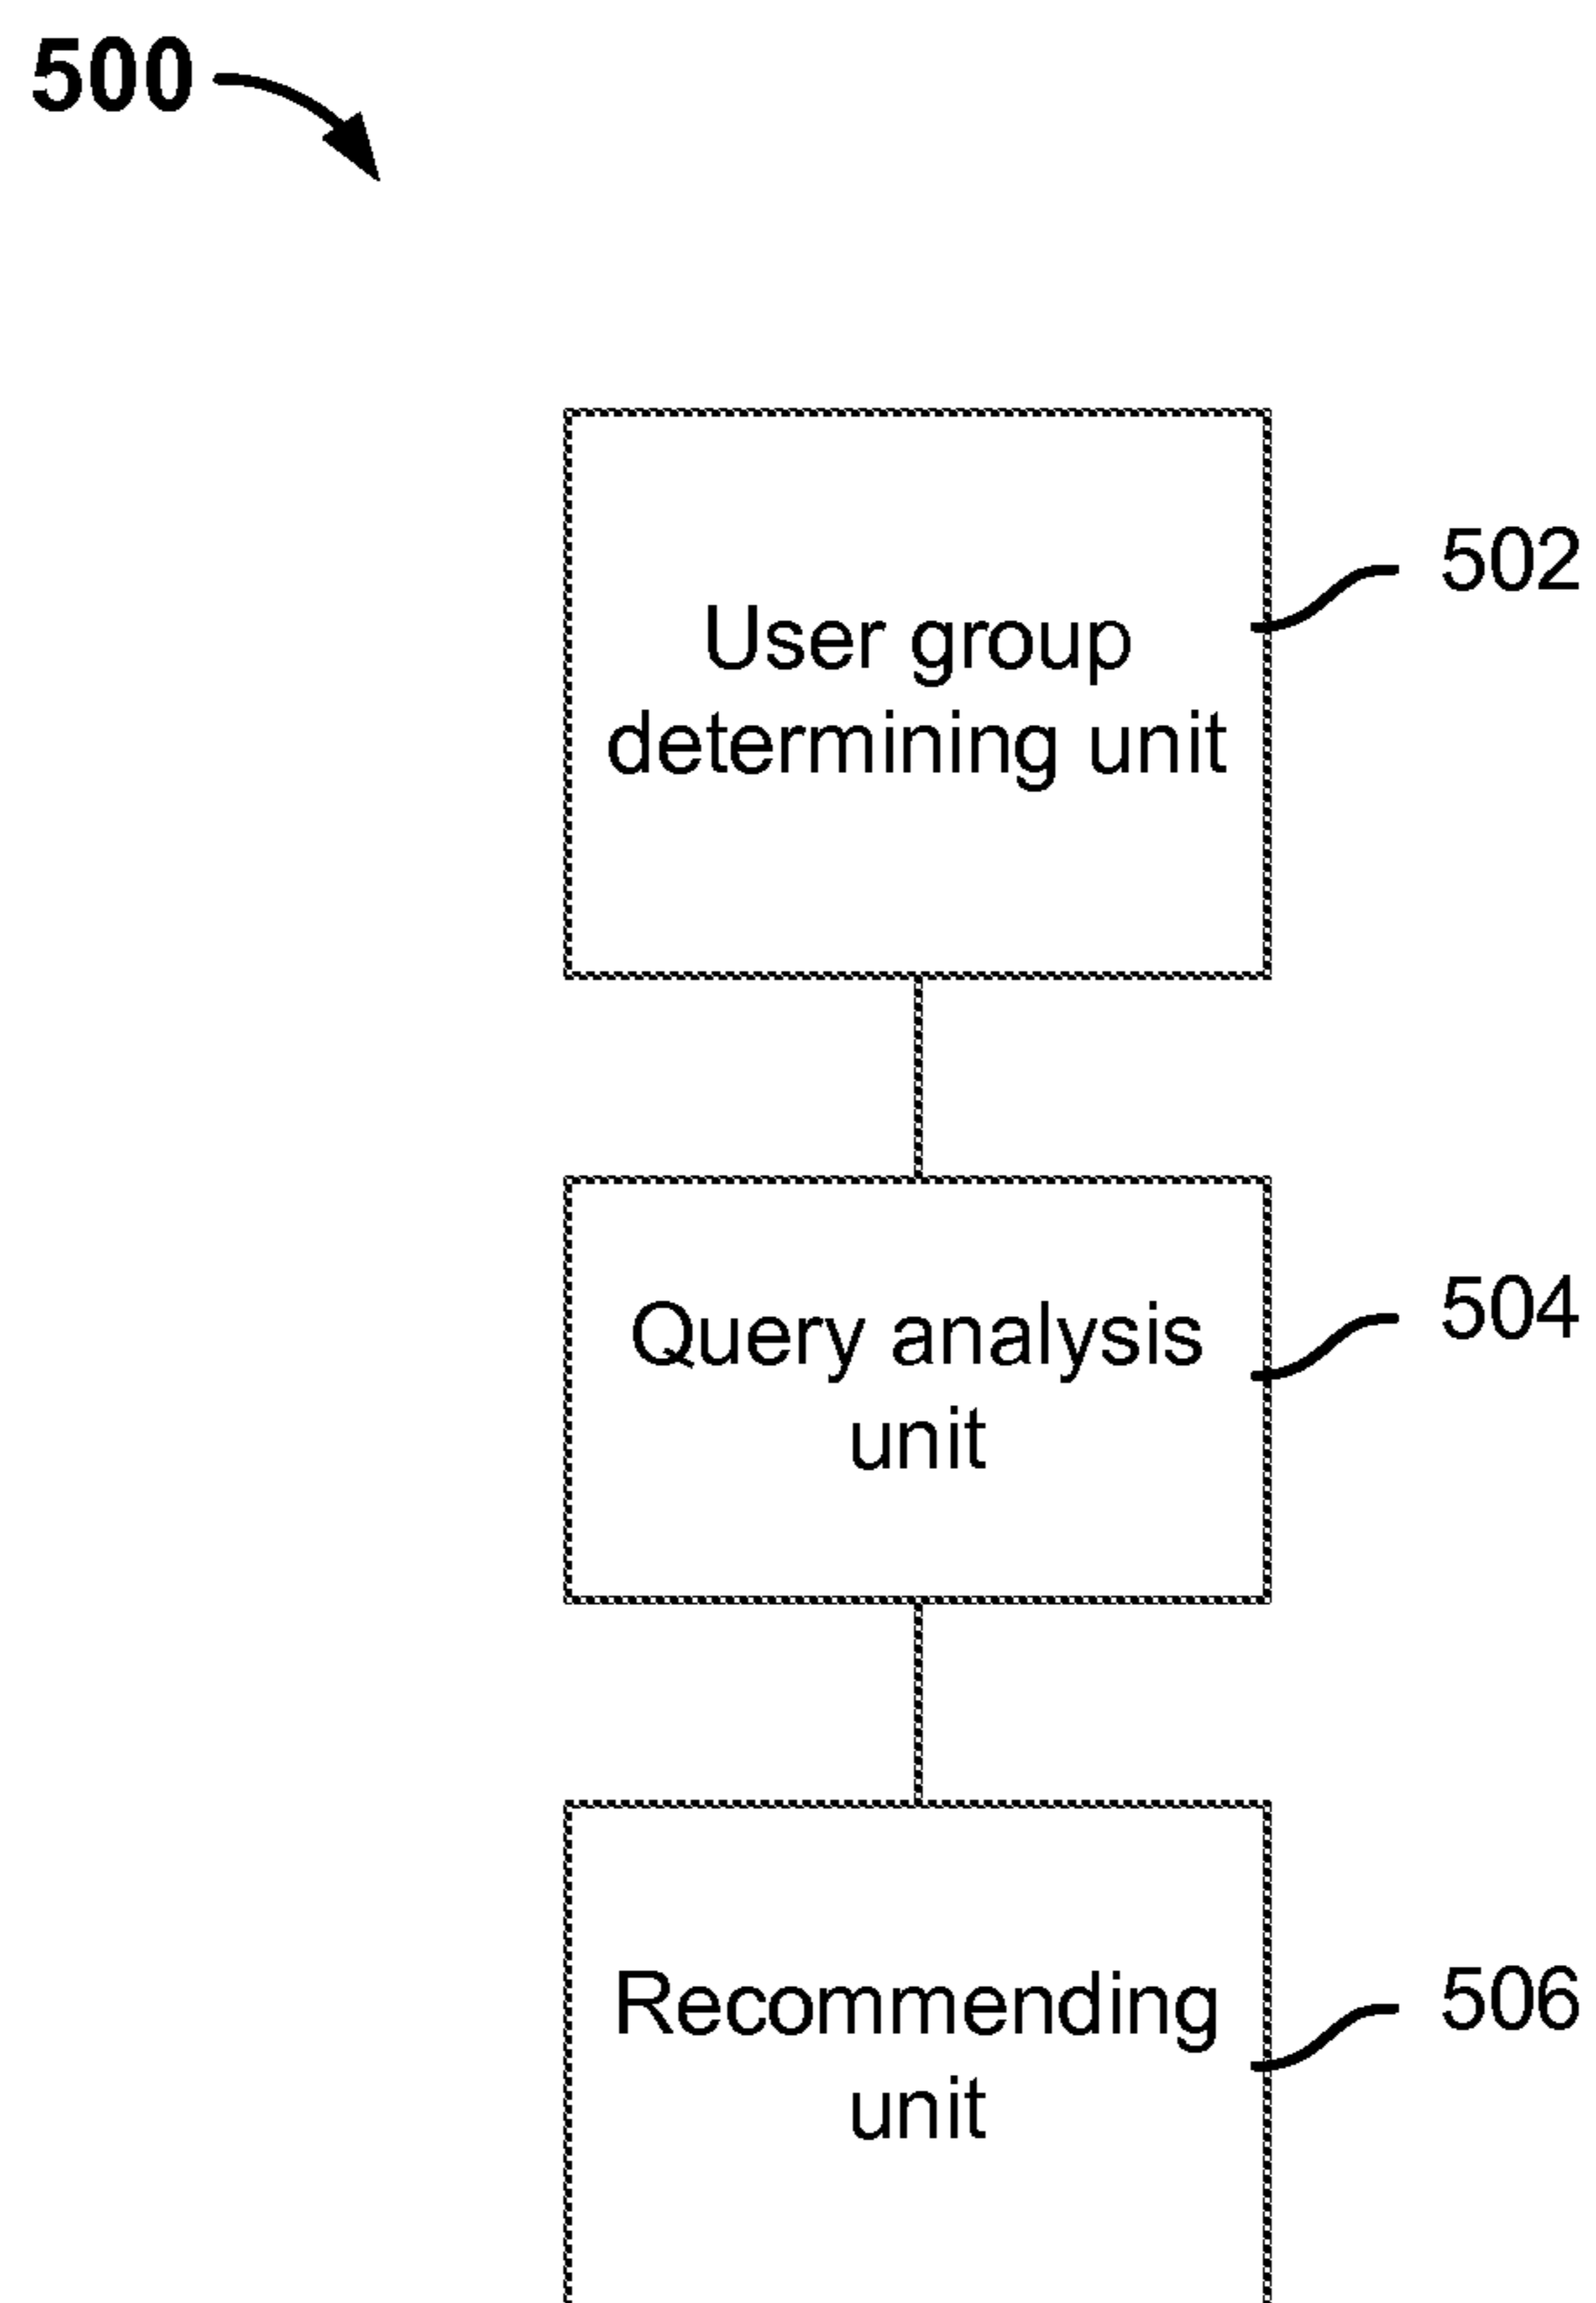 500
502
User group
determining unit
504
Query analysis
unit
506
Recommending
unit